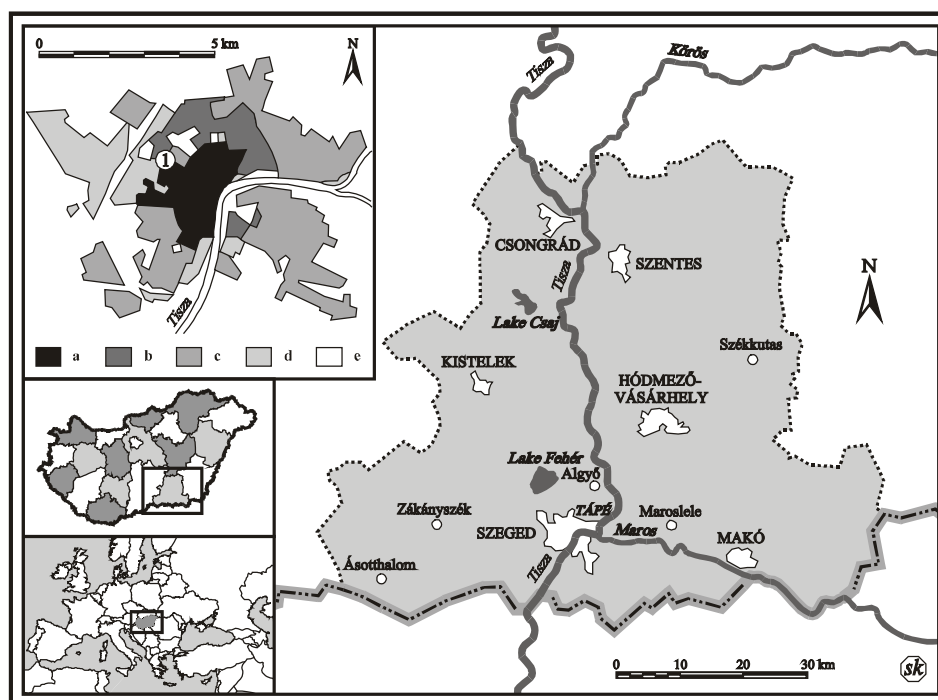 0 5 km
N
1
Tisza
a b c d e
Tisza
Körös
CSONGRÁD
SZENTES
Tisza
N
Lake Csaj
Székkutas
KISTELEK
HÓDMEZŐ-
VÁSÁRHELY
Lake Fehér
Algyő
Zákányszék
TÁPÉ
Maroslele
SZEGED
Maros
MAKÓ
Ásotthalom
Tisza
0 10 20 30 km
sk